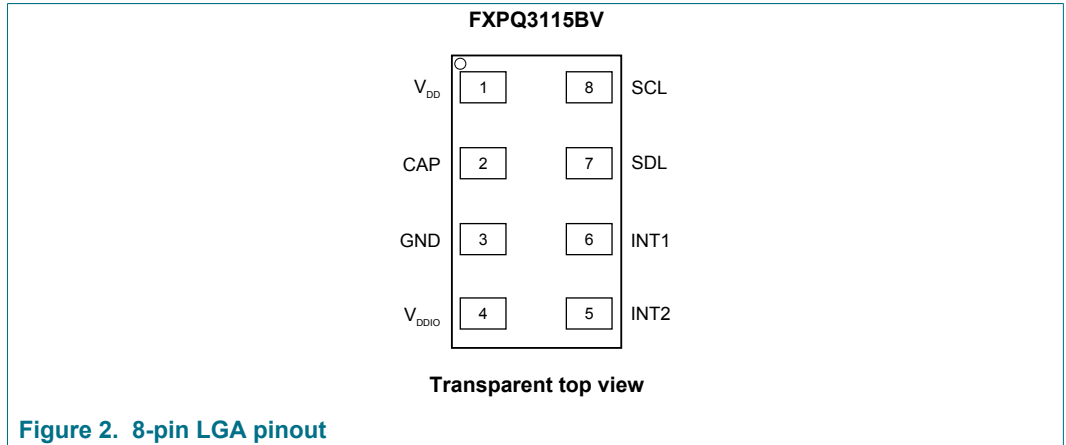 FXPQ3115BV
V_DD 1 8 SCL
CAP 2 7 SDL
GND 3 6 INT1
V_DDIO 4 5 INT2
Transparent top view
Figure 2. 8-pin LGA pinout